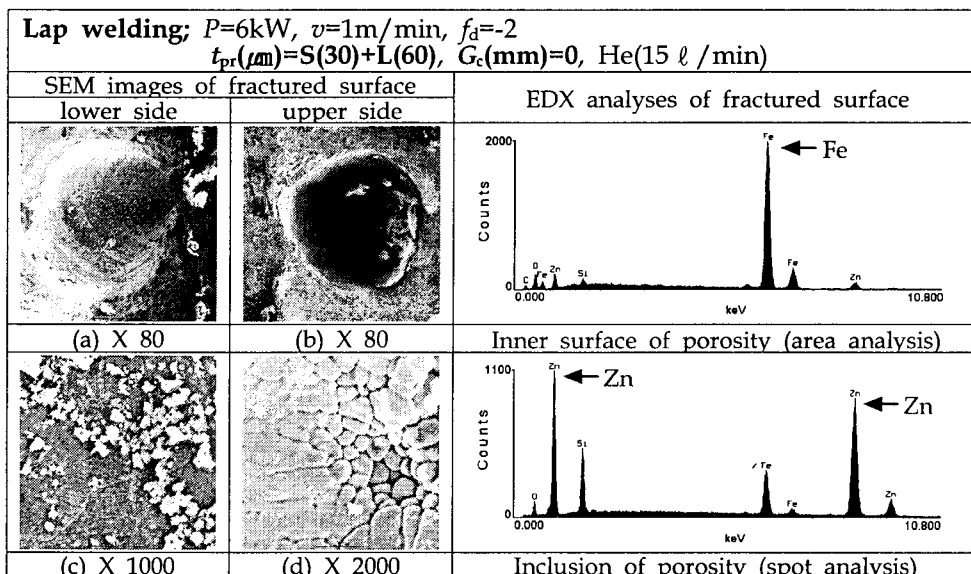 Lap welding; P=6kW, v=1m/min, fd=-2
tpr(㎛)=S(30)+L(60), Gc(mm)=0, He(15 ℓ/min)
SEM images of fractured surface
EDX analyses of fractured surface
lower side
upper side
2000
Fe
Fe
Counts
C
O
Fe
Zn
Si
Fe
Zn
0
0.000
10.800
keV
(a) X 80
(b) X 80
Inner surface of porosity (area analysis)
1100
Zn
Zn
Zn
Zn
Counts
Si
O
Fe
Fe
Zn
0
0.000
10.800
keV
(c) X 1000
(d) X 2000
Inclusion of porosity (spot analysis)